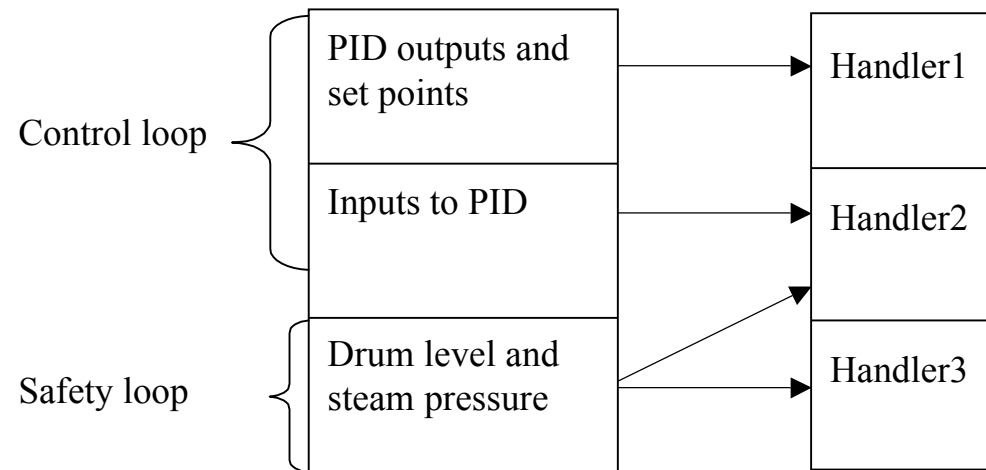 PID outputs and
set points
Handler1
Control loop
Inputs to PID
Handler2
Drum level and
steam pressure
Handler3
Safety loop